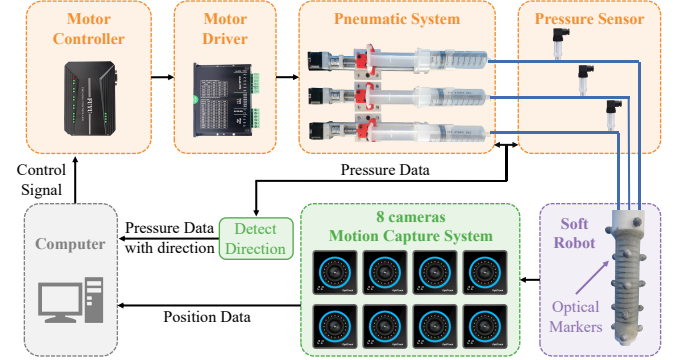 Motor
Controller
Motor
Driver
Pneumatic System
Pressure Sensor
Control
Signal
Pressure Data
Computer
Pressure Data
with direction
Detect
Direction
8 cameras
Motion Capture System
Soft
Robot
Optical
Markers
Position Data